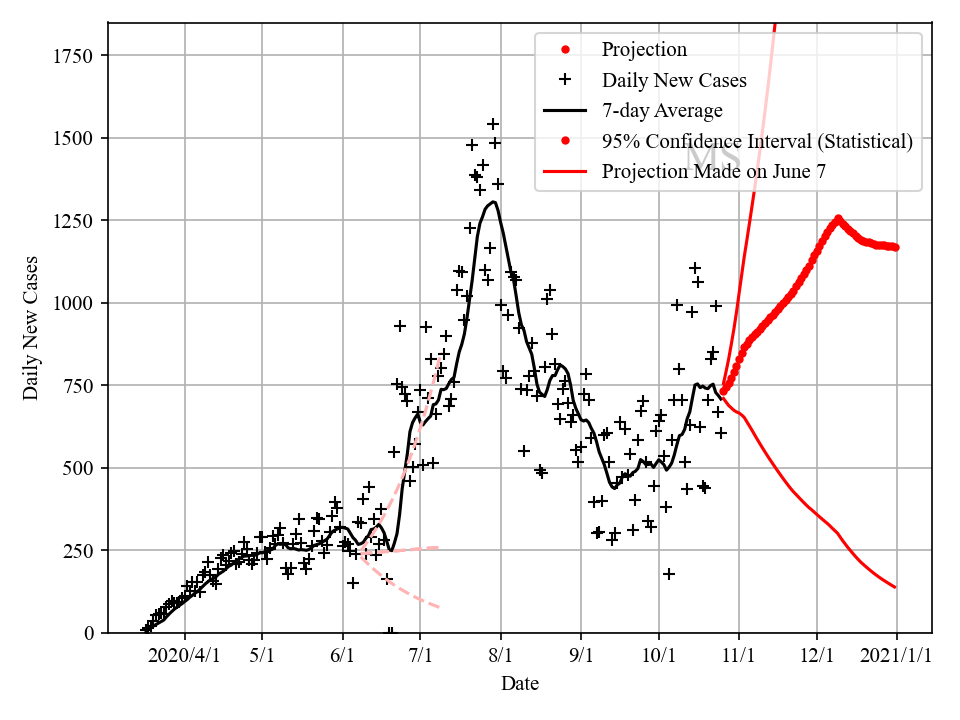 1750
1500
1250
1000
750
500
250
0
Daily New Cases
Projection
Daily New Cases
7-day Average
95% Confidence Interval (Statistical)
Projection Made on June 7
MS
2020/4/1 5/1 6/1 7/1 8/1 9/1 10/1 11/1 12/1 2021/1/1
Date